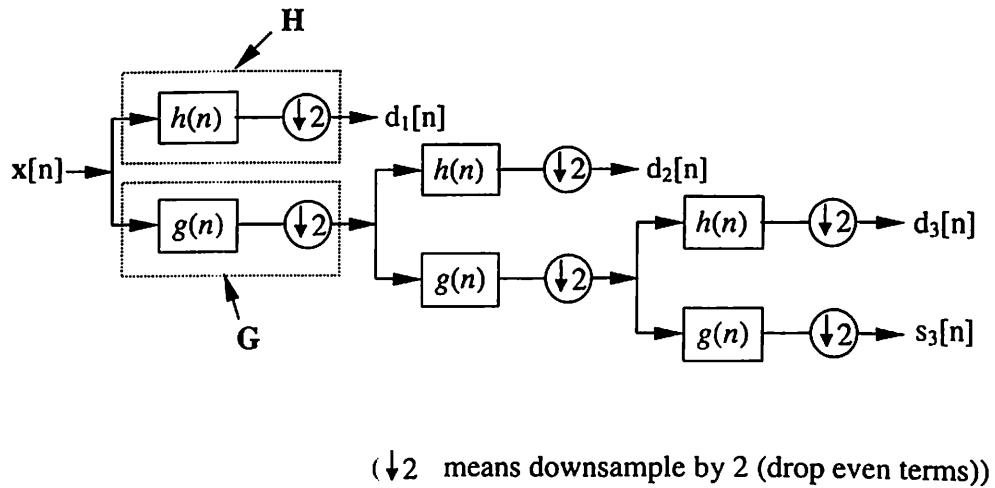 H
h(n) ↓2 d₁[n]
x[n] h(n) ↓2 d₂[n]
g(n) ↓2 h(n) ↓2 d₃[n]
g(n) ↓2
G g(n) ↓2 s₃[n]
(↓2 means downsample by 2 (drop even terms))